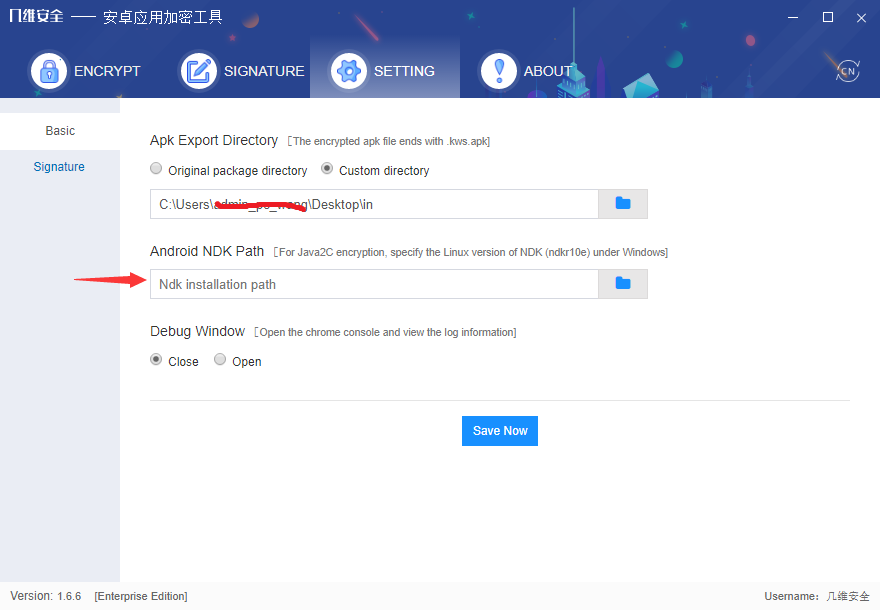 几维安全 —— 安卓应用加密工具
ENCRYPT SIGNATURE SETTING ABOUT CN
Basic
Signature
Apk Export Directory [The encrypted apk file ends with .kws.apk]
Original package directory Custom directory
C:\Users\ \Desktop\in
Android NDK Path [For Java2C encryption, specify the Linux version of NDK (ndkr10e) under Windows]
Ndk installation path
Debug Window [Open the chrome console and view the log information]
Close Open
Save Now
Version: 1.6.6 [Enterprise Edition] Username: 几维安全